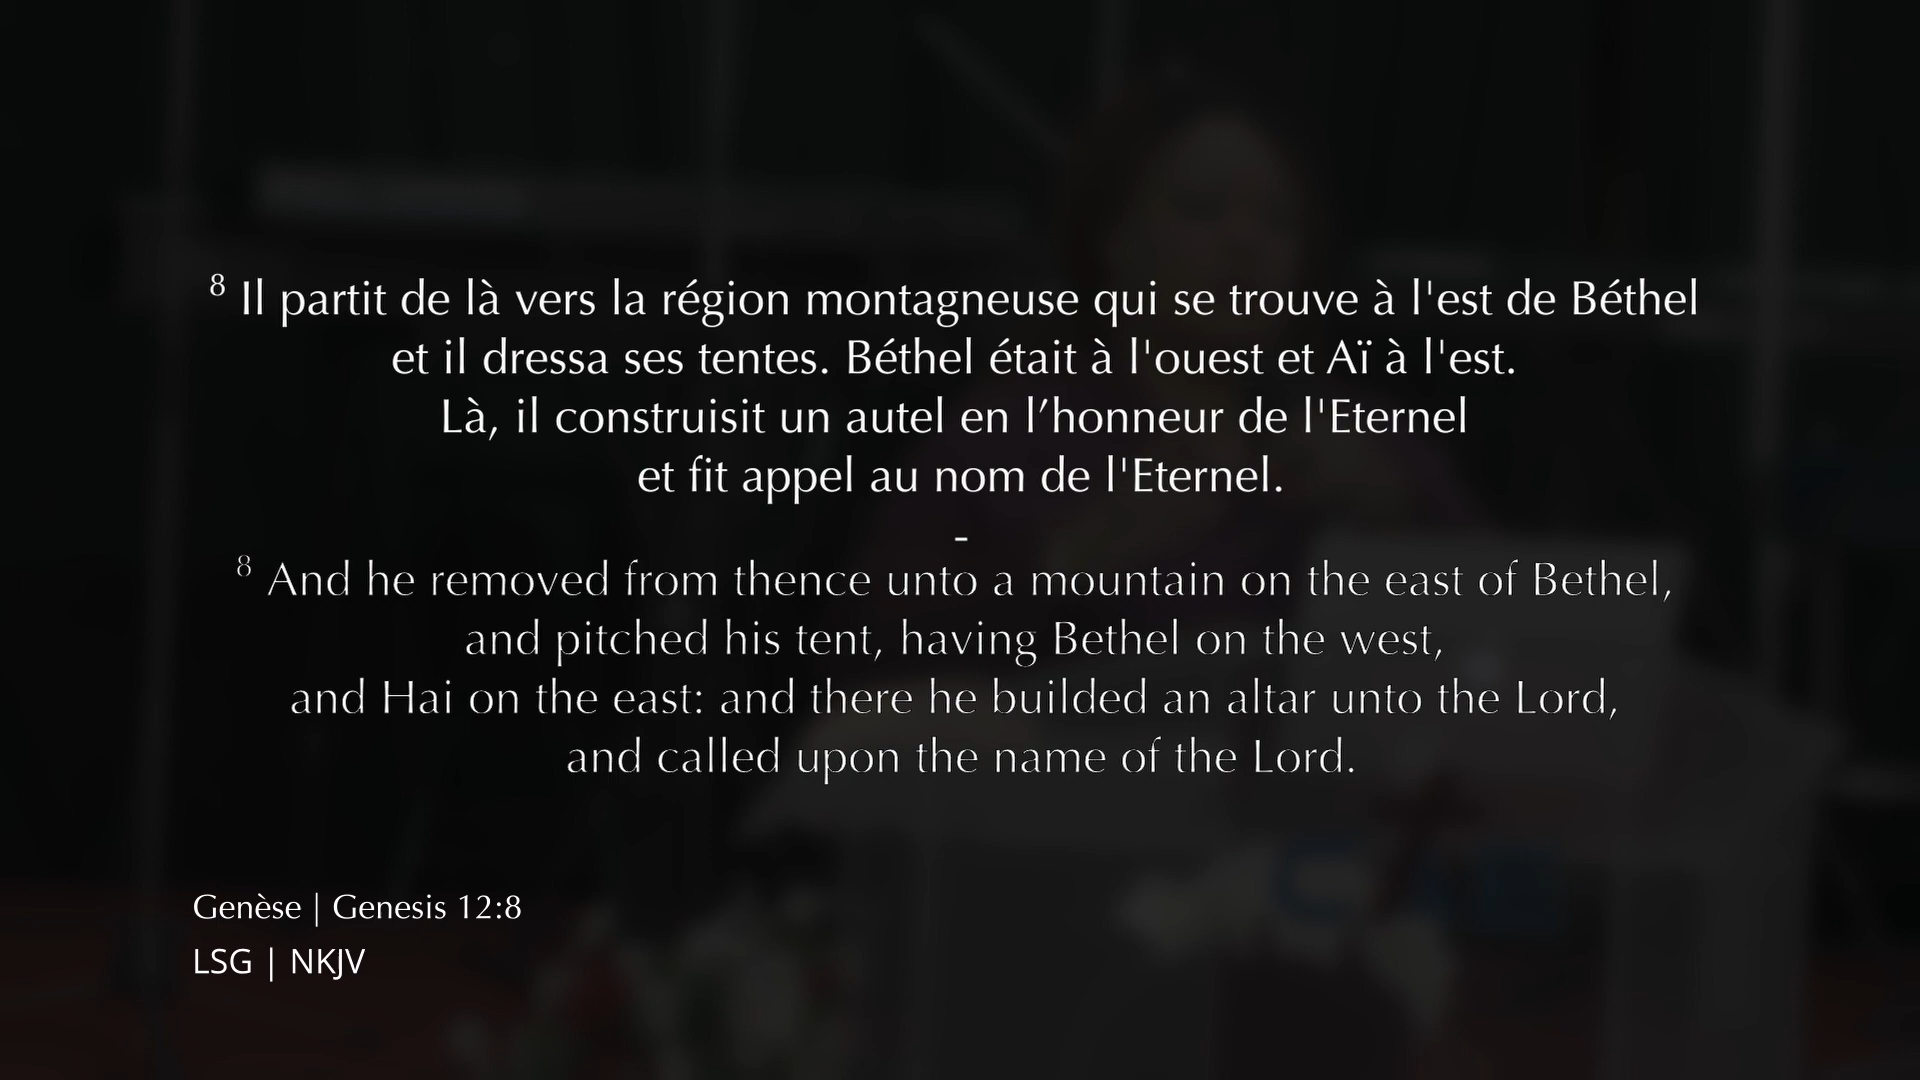 ⁸ Il partit de là vers la région montagneuse qui se trouve à l'est de Béthel
et il dressa ses tentes. Béthel était à l'ouest et Aï à l'est.
Là, il construisit un autel en l’honneur de l'Eternel
et fit appel au nom de l'Eternel.
-
⁸ And he removed from thence unto a mountain on the east of Bethel,
and pitched his tent, having Bethel on the west,
and Hai on the east: and there he builded an altar unto the Lord,
and called upon the name of the Lord.
Genèse | Genesis 12:8
LSG | NKJV